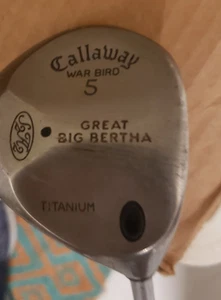 Callaway
WAR BIRD
5
GREAT
BIG BERTHA
TITANIUM